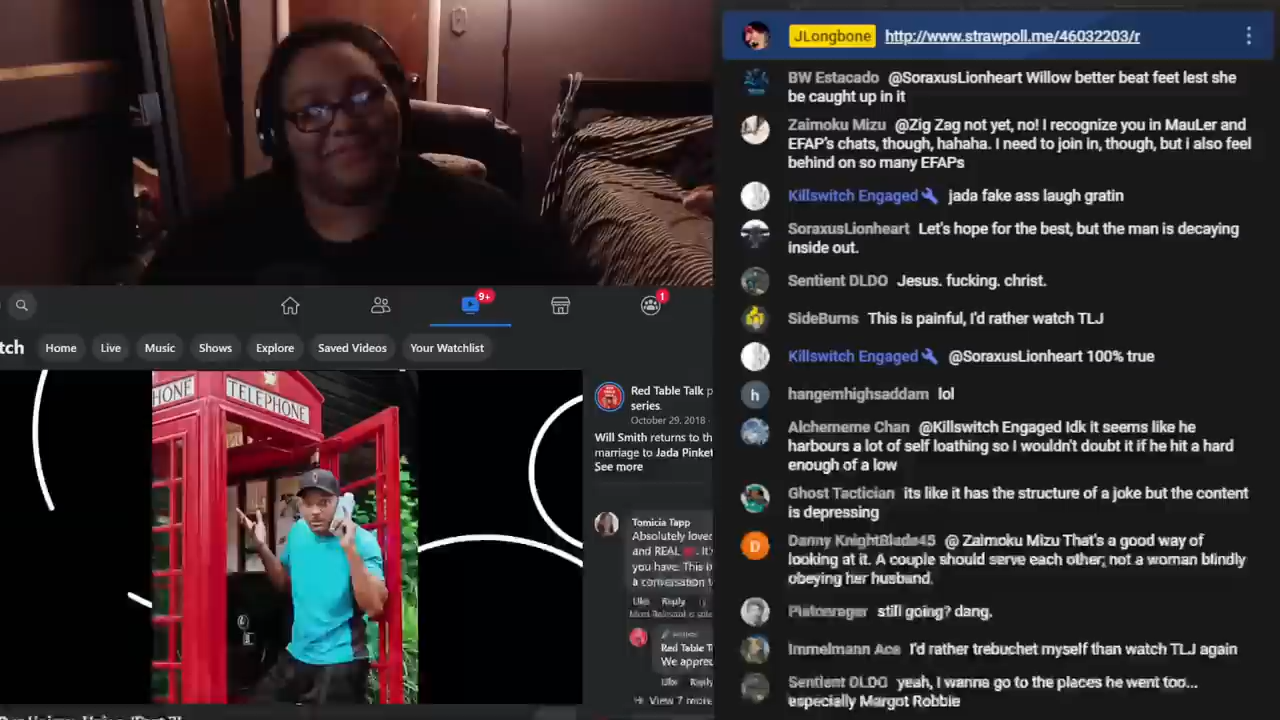 9+
1
tch
Home
Live
Music
Shows
Explore
Saved Videos
Your Watchlist
PHONE
TELEPHONE
Red Table Talk
series.
October 29, 2018 ·
Will Smith returns to th
marriage to Jada Pinket
See more
Tomicia Tapp
Absolutely love
and REAL
you have. This i
a conversation
Like Reply
Red Table T
We apprec
Like Reply
View 7 more
JLongbone http://www.strawpoll.me/46032203/r
BW Estacado @SoraxusLionheart Willow better beat feet lest she
be caught up in it
Zaimoku Mizu @Zig Zag not yet, no! I recognize you in MauLer and
EFAP's chats, though, hahaha. I need to join in, though, but i also feel
behind on so many EFAPs
Killswitch Engaged jada fake ass laugh gratin
SoraxusLionheart Let's hope for the best, but the man is decaying
inside out.
Sentient DLDO Jesus. fucking. christ.
SideBurns This is painful, I'd rather watch TLJ
Killswitch Engaged @SoraxusLionheart 100% true
h hangemhighsaddam lol
Alchememe Chan @Killswitch Engaged Idk it seems like he
harbours a lot of self loathing so I wouldn't doubt it if he hit a hard
enough of a low
Ghost Tactician its like it has the structure of a joke but the content
is depressing
D Danny KnightBlade45 @ Zaimoku Mizu That's a good way of
looking at it. A couple should serve each other, not a woman blindly
obeying her husband.
still going? dang.
Immelmann Ace I'd rather trebuchet myself than watch TLJ again
Sentient DLDO yeah, I wanna go to the places he went too...
especially Margot Robbie